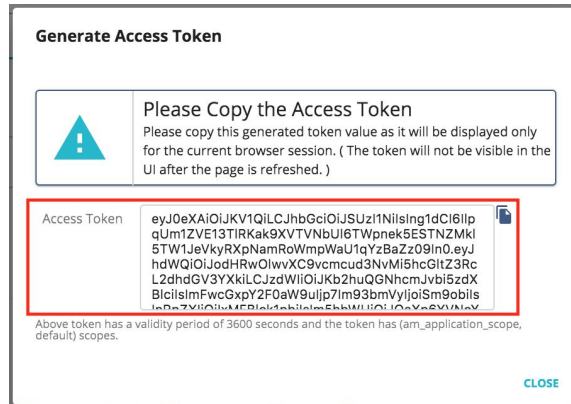 Generate Access Token
Please Copy the Access Token
Please copy this generated token value as it will be displayed only
for the current browser session. ( The token will not be visible in the
UI after the page is refreshed. )
Access Token
eyJ0eXAiOiJKV1QiLCJhbGciOiJSUzI1NiIsIng1dCI6Ilp
qUm1ZVE13TlRKak9XVTVNbUl6TWpnek5ESTNZMkl
5TW1JeVkyRXpNamRoWmpWaU1qYzBaZz09In0.eyJ
hdWQiOiJodHRwOlwvXC9vcmcud3NvMi5hcGltZ3Rc
L2dhdGV3YXkiLCJzdWIiOiJKb2huQGNhcmJvbi5zdX
Above token has a validity period of 3600 seconds and the token has (am_application_scope,
default) scopes.
CLOSE